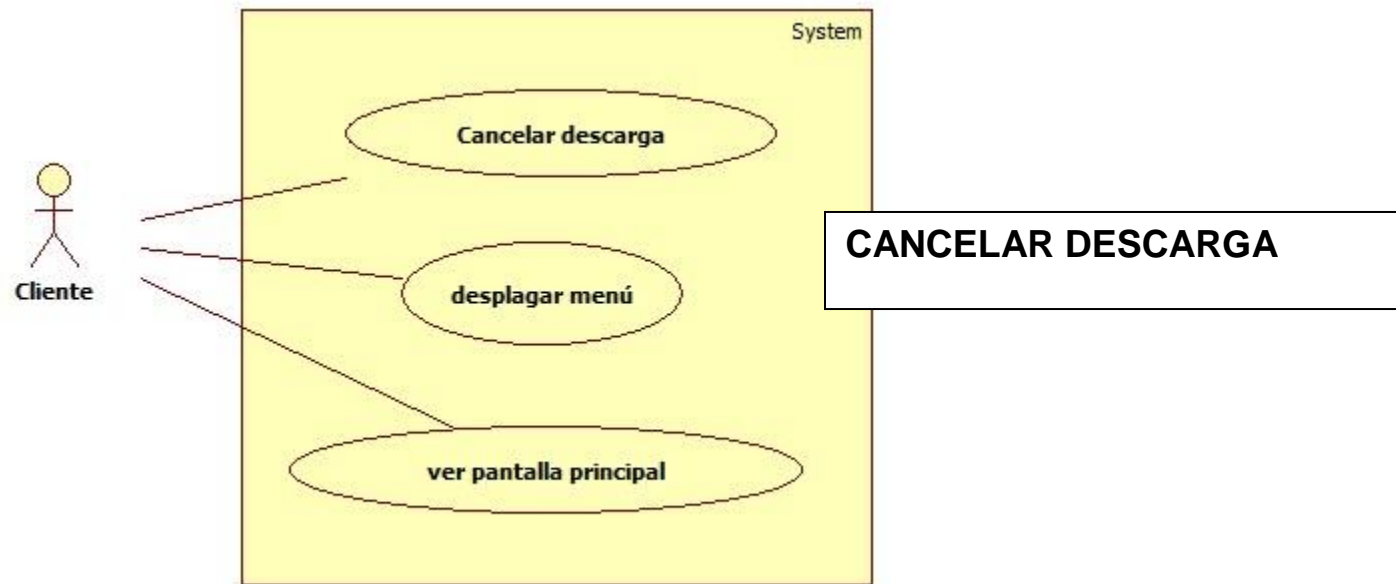 System
Cancelar descarga
CANCELAR DESCARGA
desplagar menú
Cliente
ver pantalla principal